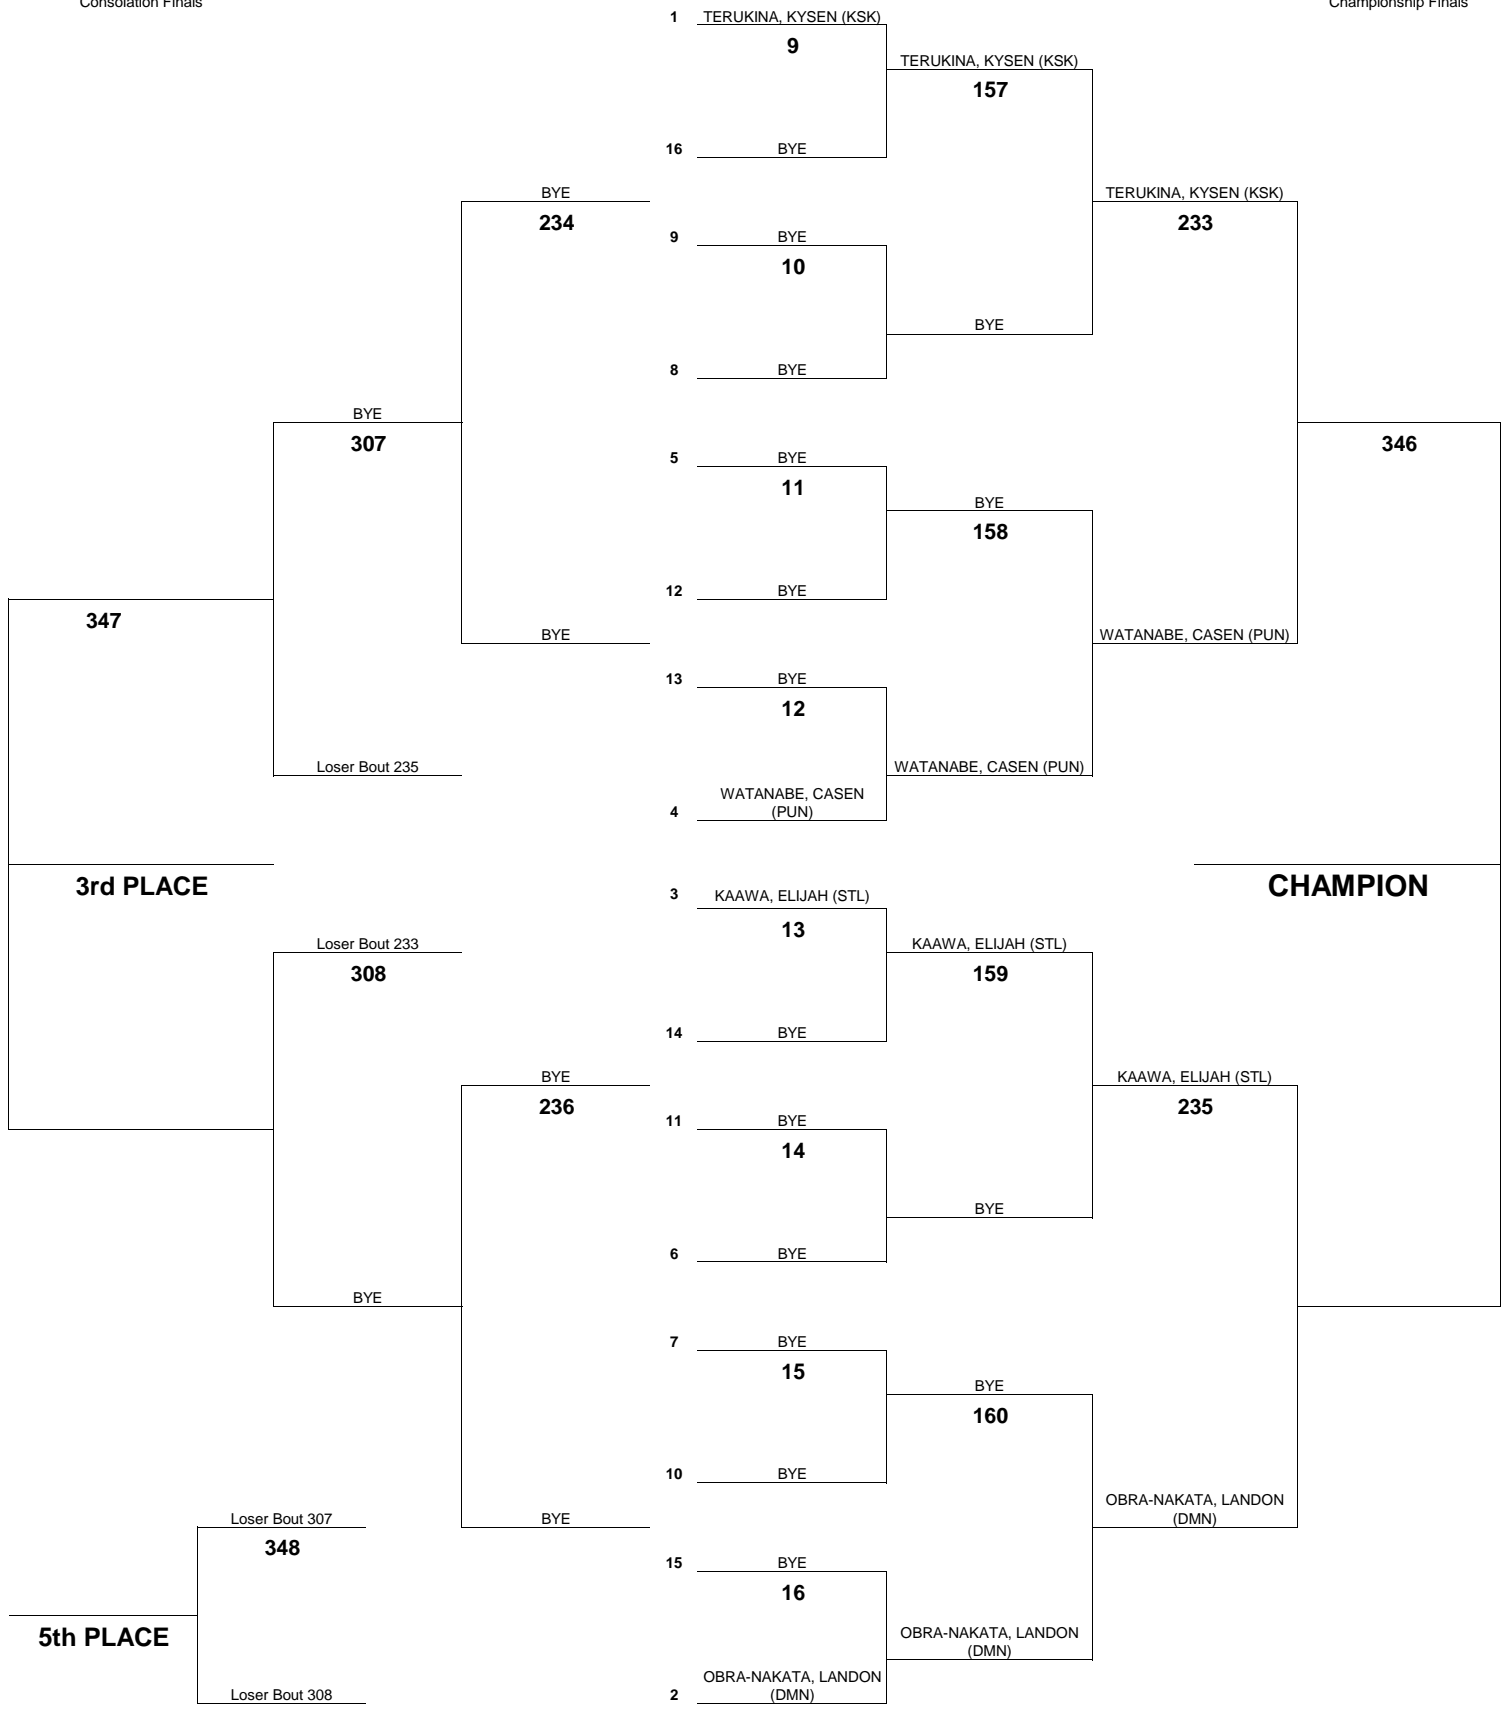 Consolation Finals
Championship Finals
1 TERUKINA, KYSEN (KSK)
9
TERUKINA, KYSEN (KSK)
157
16 BYE
BYE
TERUKINA, KYSEN (KSK)
234
233
9 BYE
10
BYE
8 BYE
BYE
307
346
5 BYE
11
BYE
158
12 BYE
347
BYE
WATANABE, CASEN (PUN)
13 BYE
12
Loser Bout 235
WATANABE, CASEN (PUN)
WATANABE, CASEN
4 (PUN)
3rd PLACE
CHAMPION
3 KAAWA, ELIJAH (STL)
13
Loser Bout 233
KAAWA, ELIJAH (STL)
308
159
14 BYE
BYE
KAAWA, ELIJAH (STL)
236
235
11 BYE
14
BYE
6 BYE
BYE
7 BYE
15
BYE
160
10 BYE
OBRA-NAKATA, LANDON
(DMN)
Loser Bout 307
BYE
348
15 BYE
16
5th PLACE
OBRA-NAKATA, LANDON
(DMN)
OBRA-NAKATA, LANDON
2 (DMN)
Loser Bout 308